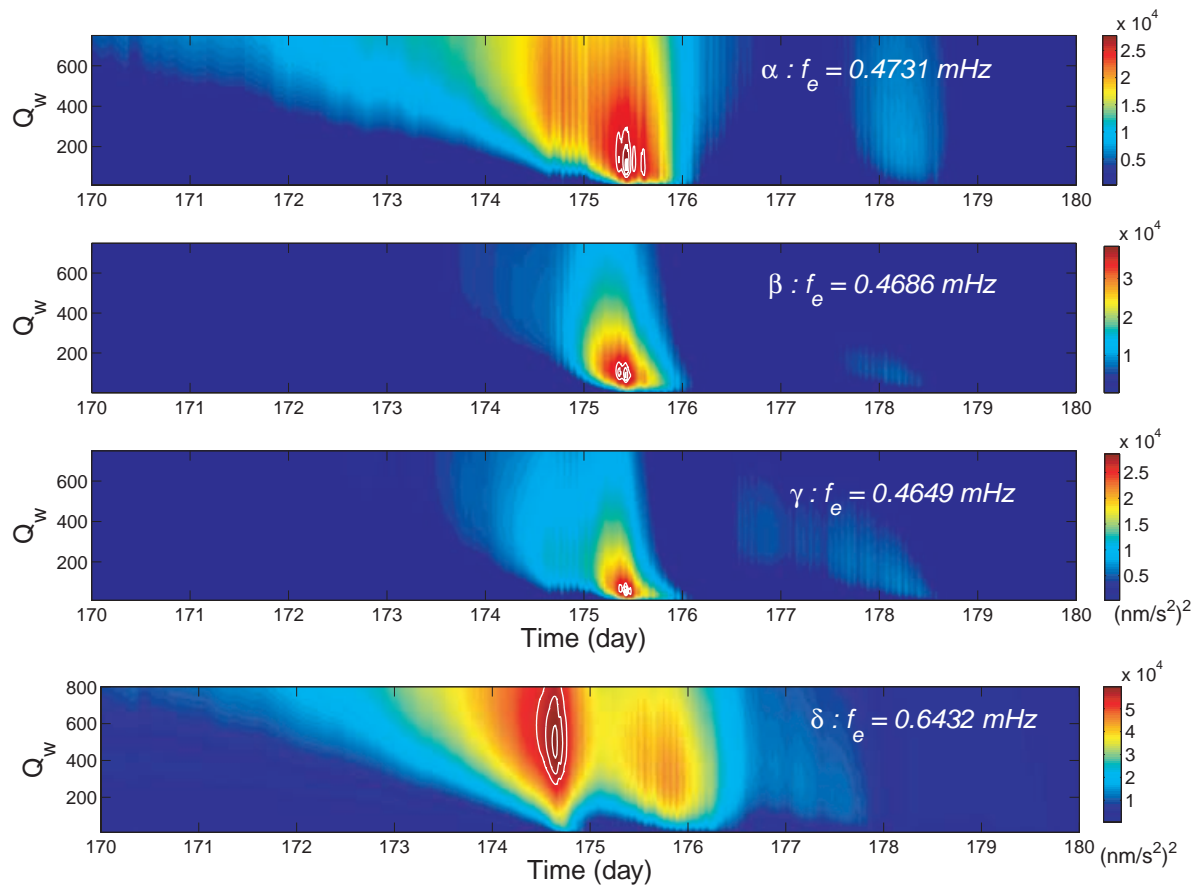 x 10^4
α : f_e = 0.4731 mHz
Q_w
600
400
200
2.5
2
1.5
1
0.5
170 171 172 173 174 175 176 177 178 179 180
x 10^4
β : f_e = 0.4686 mHz
Q_w
600
400
200
3
2
1
170 171 172 173 174 175 176 177 178 179 180
x 10^4
γ : f_e = 0.4649 mHz
Q_w
600
400
200
2.5
2
1.5
1
0.5
170 171 172 173 174 175 176 177 178 179 180
(nm/s²)²
Time (day)
x 10^4
δ : f_e = 0.6432 mHz
Q_w
800
600
400
200
5
4
3
2
1
170 171 172 173 174 175 176 177 178 179 180
(nm/s²)²
Time (day)